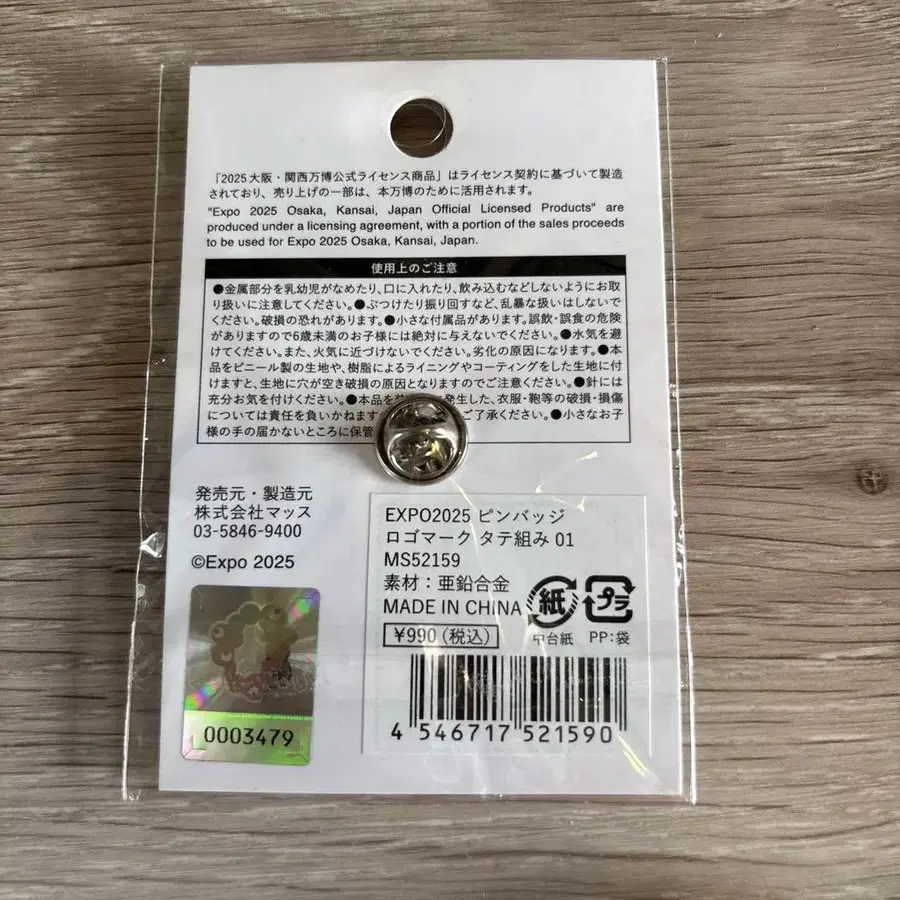 「2025大阪・関西万博公式ライセンス商品」はライセンス契約に基づいて製造
されており、売り上げの一部は、本万博のために活用されます。
"Expo 2025 Osaka, Kansai, Japan Official Licensed Products" are
produced under a licensing agreement, with a portion of the sales proceeds
to be used for Expo 2025 Osaka, Kansai, Japan.
使用上のご注意
●金属部分を乳幼児がなめたり、口に入れたり、飲み込むなどしないようにお取
り扱いに注意してください。●ぶつけたり振り回すなど、乱暴な扱いはしないで
ください。破損の恐れがあります。●小さな付属品があります。誤飲・誤食の危険
がありますので6歳未満のお子様には絶対に与えないでください。●水気を避
けてください。また、火気に近づけないでください。劣化の原因になります。●本
品をビニール製の生地や、樹脂によるライニングやコーティングをした生地に付
けますと、生地に穴が空き破損の原因となりますのでご注意ください。●針には
充分お気を付けください。●本品を 発生した、衣服・鞄等の破損・損傷
については責任を負いかねます ご了承ください。●小さなお子
様の手の届かないところに保管
発売元・製造元
株式会社マッス
03-5846-9400
©Expo 2025
0003479
EXPO2025 ピンバッジ
ロゴマーク タテ組み 01
MS52159
素材：亜鉛合金
MADE IN CHINA
¥990(税込)
紙
中台紙
プラ
PP:袋
4 546717 521590